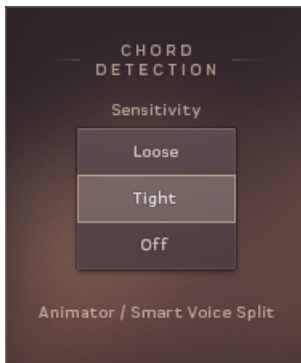 CHORD
DETECTION
Sensitivity
Loose
Tight
Off
Animator / Smart Voice Split